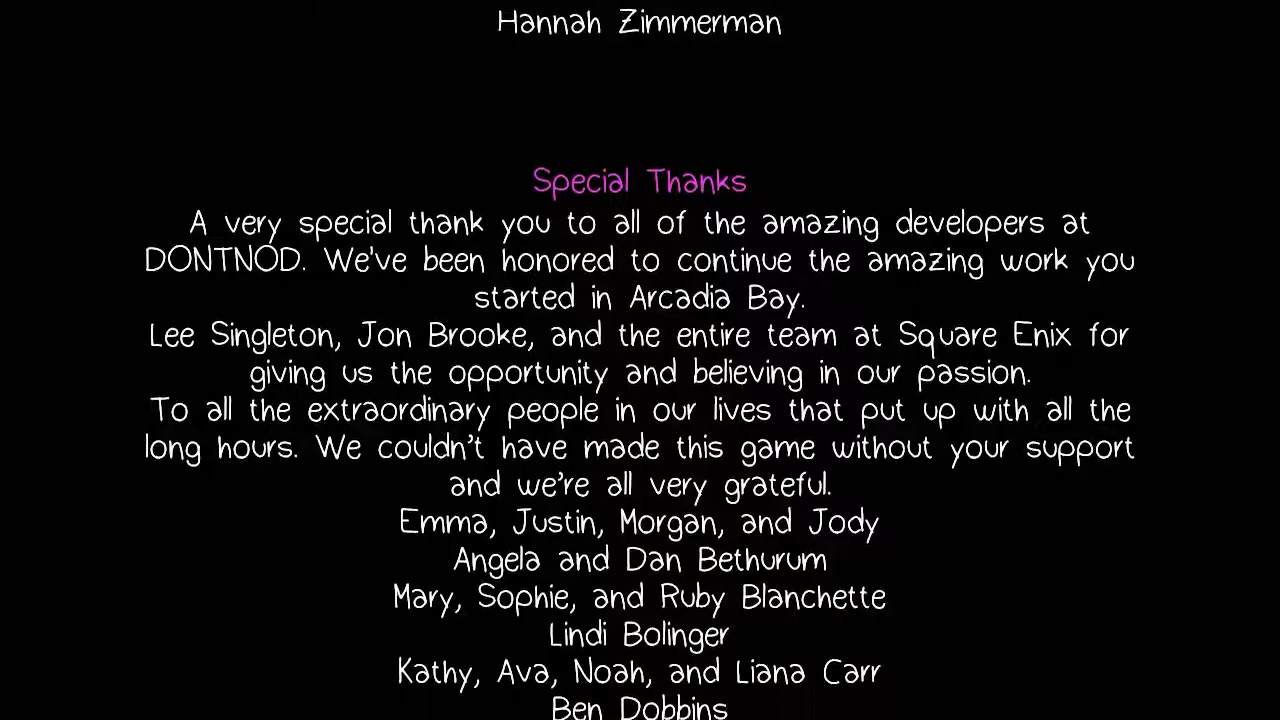 Hannah Zimmerman
Special Thanks
A very special thank you to all of the amazing developers at
DONTNOD. We've been honored to continue the amazing work you
started in Arcadia Bay.
Lee Singleton, Jon Brooke, and the entire team at Square Enix for
giving us the opportunity and believing in our passion.
To all the extraordinary people in our lives that put up with all the
long hours. We couldn’t have made this game without your support
and we’re all very grateful.
Emma, Justin, Morgan, and Jody
Angela and Dan Bethurum
Mary, Sophie, and Ruby Blanchette
Lindi Bolinger
Kathy, Ava, Noah, and Liana Carr
Ben Dobbins